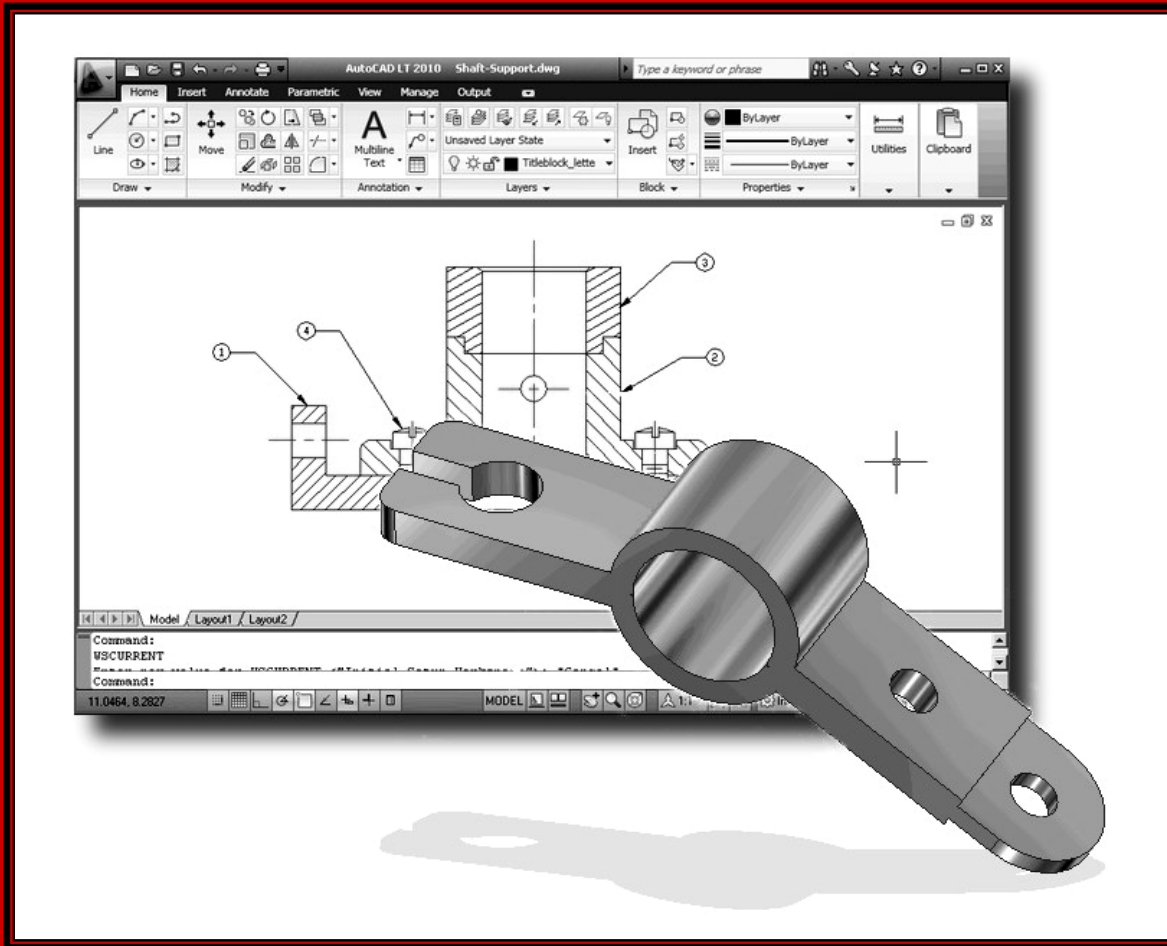 AutoCAD LT 2010 Shaft-Support.dwg Type a keyword or phrase
Home Insert Annotate Parametric View Manage Output
Line Move A Multiline Text Unsaved Layer State Insert ByLayer Utilities Clipboard
ByLayer
Titleblock_lette ByLayer
Draw Modify Annotation Layers Block Properties
3
4
1
2
Model Layout1 Layout2
Command:
WSCURRENT
Command:
11.0464, 8.2827 MODEL 1:1